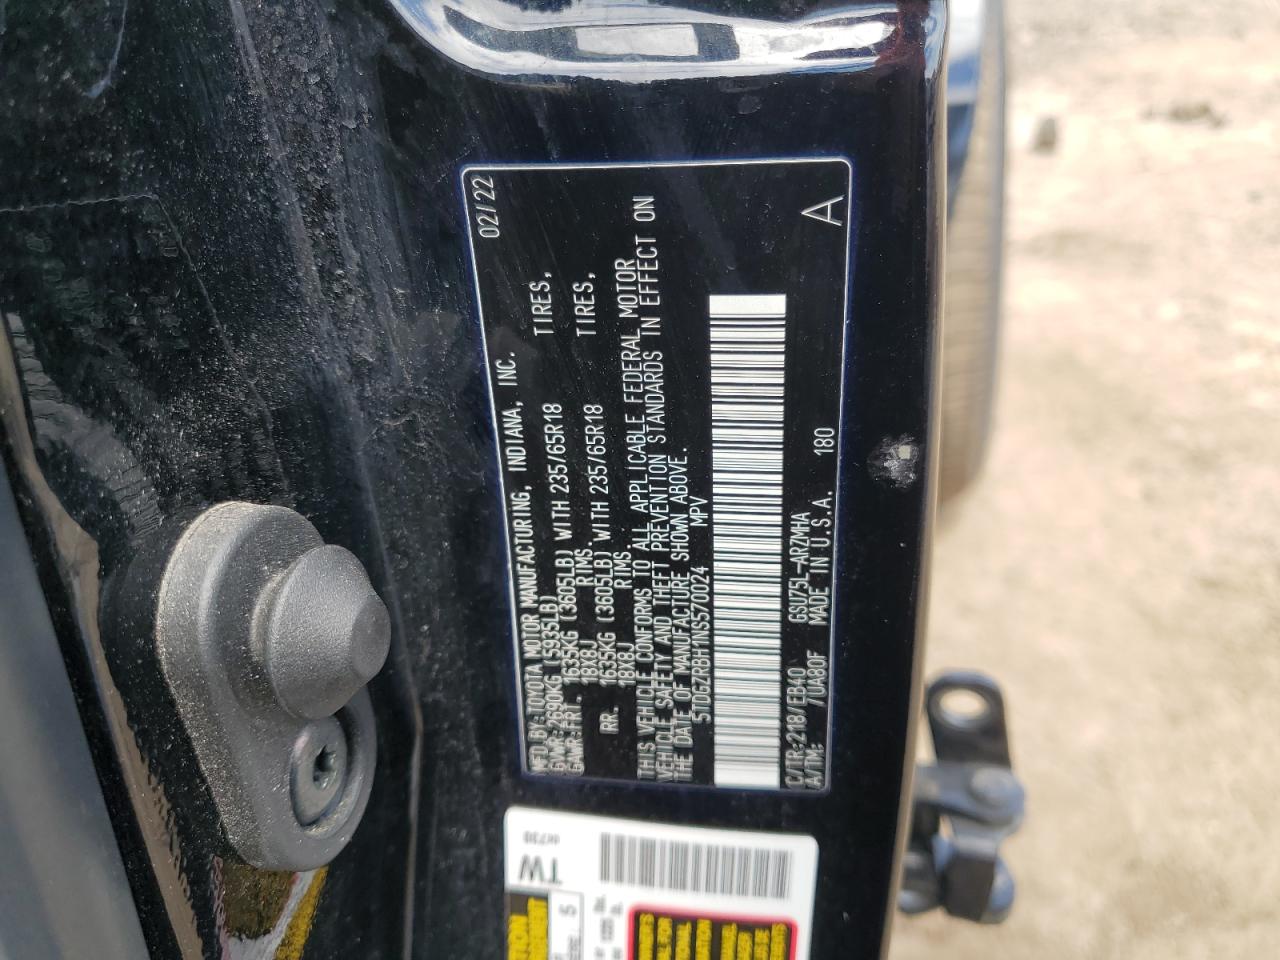 MFD.BY:TOYOTA MOTOR MANUFACTURING, INDIANA, INC. 02/22
GVWR:2690KG (5935LB)
GAWR:FRT. 1635KG (3605LB) WITH 235/65R18 TIRES,
18X8J RIMS.
RR. 1635KG (3605LB) WITH 235/65R18 TIRES,
18X8J RIMS.
THIS VEHICLE CONFORMS TO ALL APPLICABLE FEDERAL MOTOR
VEHICLE SAFETY AND THEFT PREVENTION STANDARDS IN EFFECT ON
THE DATE OF MANUFACTURE SHOWN ABOVE.
5TDGZRBH1NS570024 MPV
C/TR:218/EB40 GSU75L-ARZMHA
A/TM: 7UA80F MADE IN U.S.A. 180 A
TW